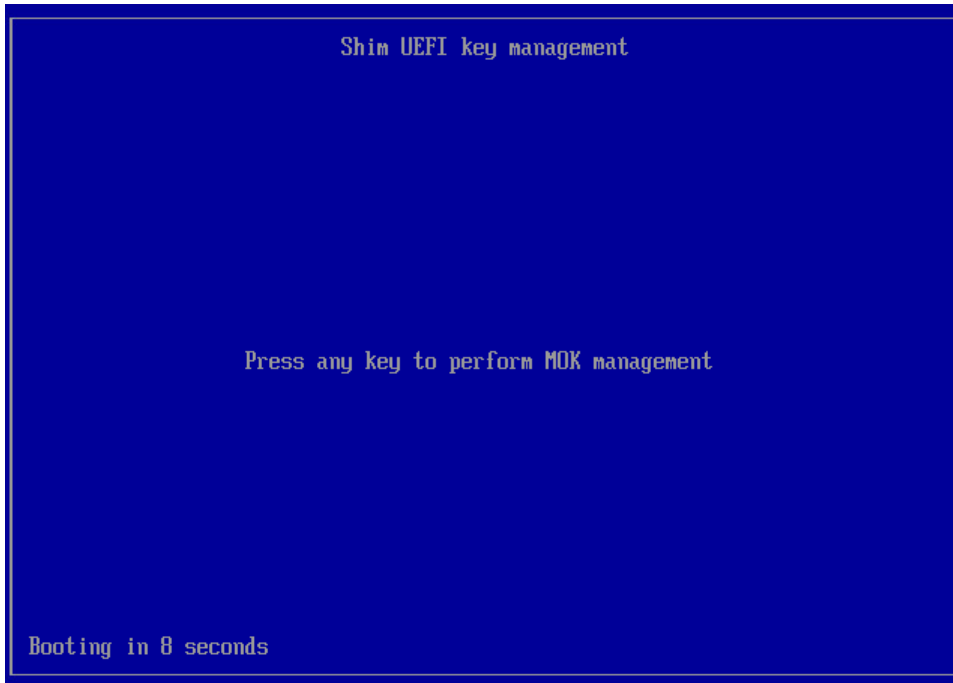 Shim UEFI key management
Press any key to perform MOK management
Booting in 8 seconds